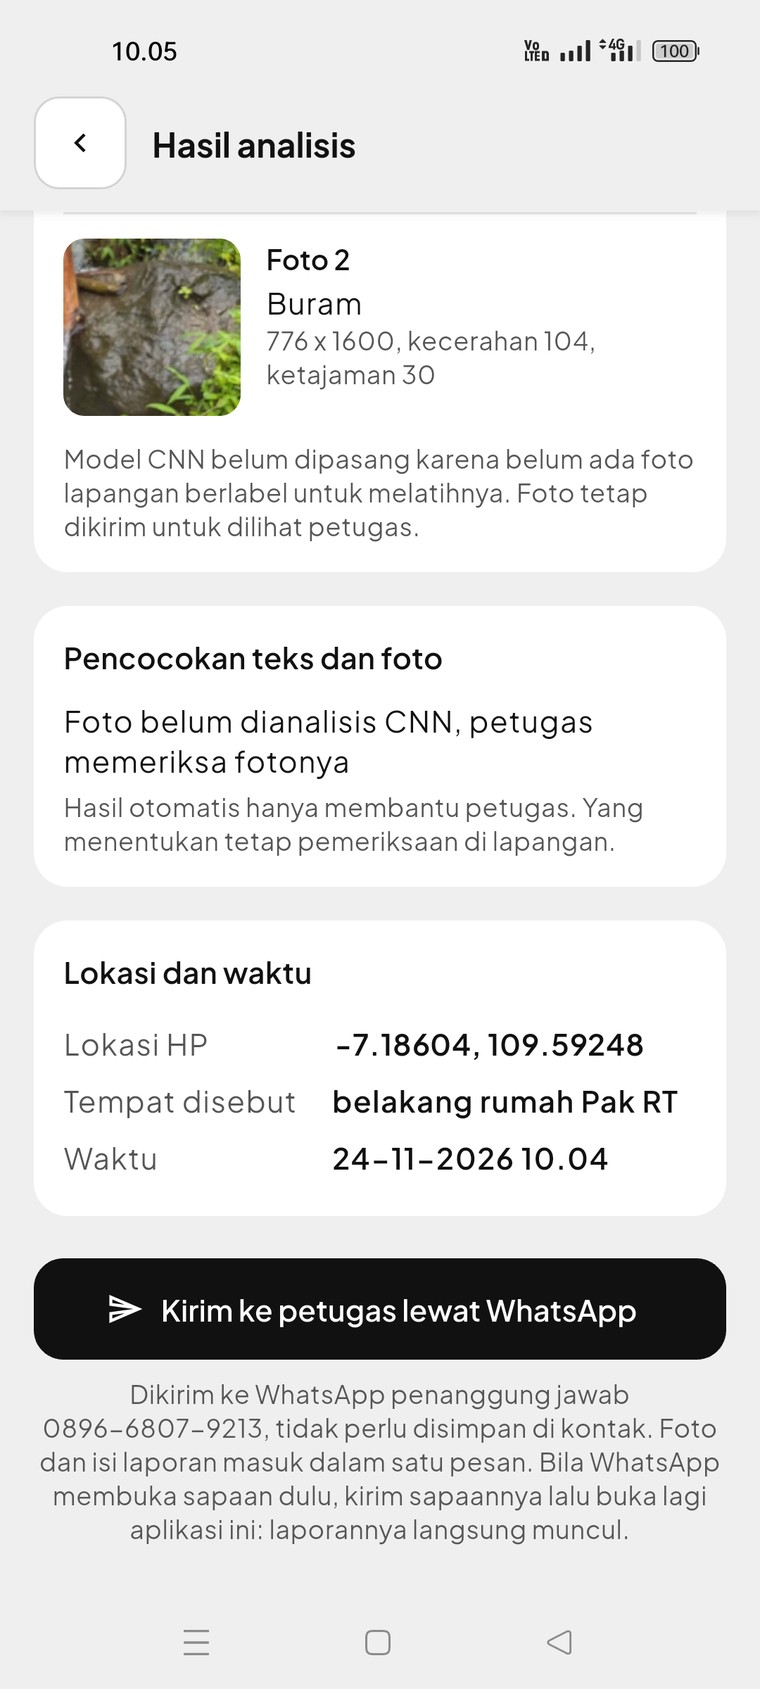 10.05
Vo LTE D 4G 100
Hasil analisis
Foto 2
Buram
776 x 1600, kecerahan 104,
ketajaman 30
Model CNN belum dipasang karena belum ada foto
lapangan berlabel untuk melatihnya. Foto tetap
dikirim untuk dilihat petugas.
Pencocokan teks dan foto
Foto belum dianalisis CNN, petugas
memeriksa fotonya
Hasil otomatis hanya membantu petugas. Yang
menentukan tetap pemeriksaan di lapangan.
Lokasi dan waktu
Lokasi HP -7.18604, 109.59248
Tempat disebut belakang rumah Pak RT
Waktu 24-11-2026 10.04
Kirim ke petugas lewat WhatsApp
Dikirim ke WhatsApp penanggung jawab
0896-6807-9213, tidak perlu disimpan di kontak. Foto
dan isi laporan masuk dalam satu pesan. Bila WhatsApp
membuka sapaan dulu, kirim sapaannya lalu buka lagi
aplikasi ini: laporannya langsung muncul.